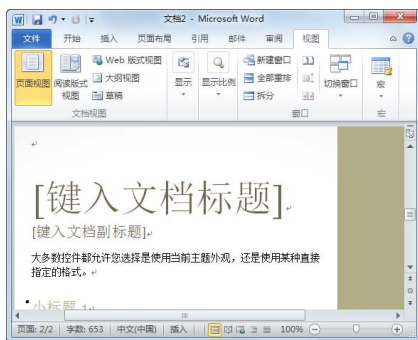 文档2 - Microsoft Word
文件 开始 插入 页面布局 引用 邮件 审阅 视图
页面视图 阅读版式视图 Web 版式视图 大纲视图 草稿 显示 显示比例 新建窗口 全部重排 拆分 切换窗口 宏
文档视图 窗口 宏
[键入文档标题]
[键入文档副标题]
大多数控件都允许您选择是使用当前主题外观，还是使用某种直接
指定的格式。
小标题 1
页面: 2/2 字数: 653 中文(中国) 插入 100%